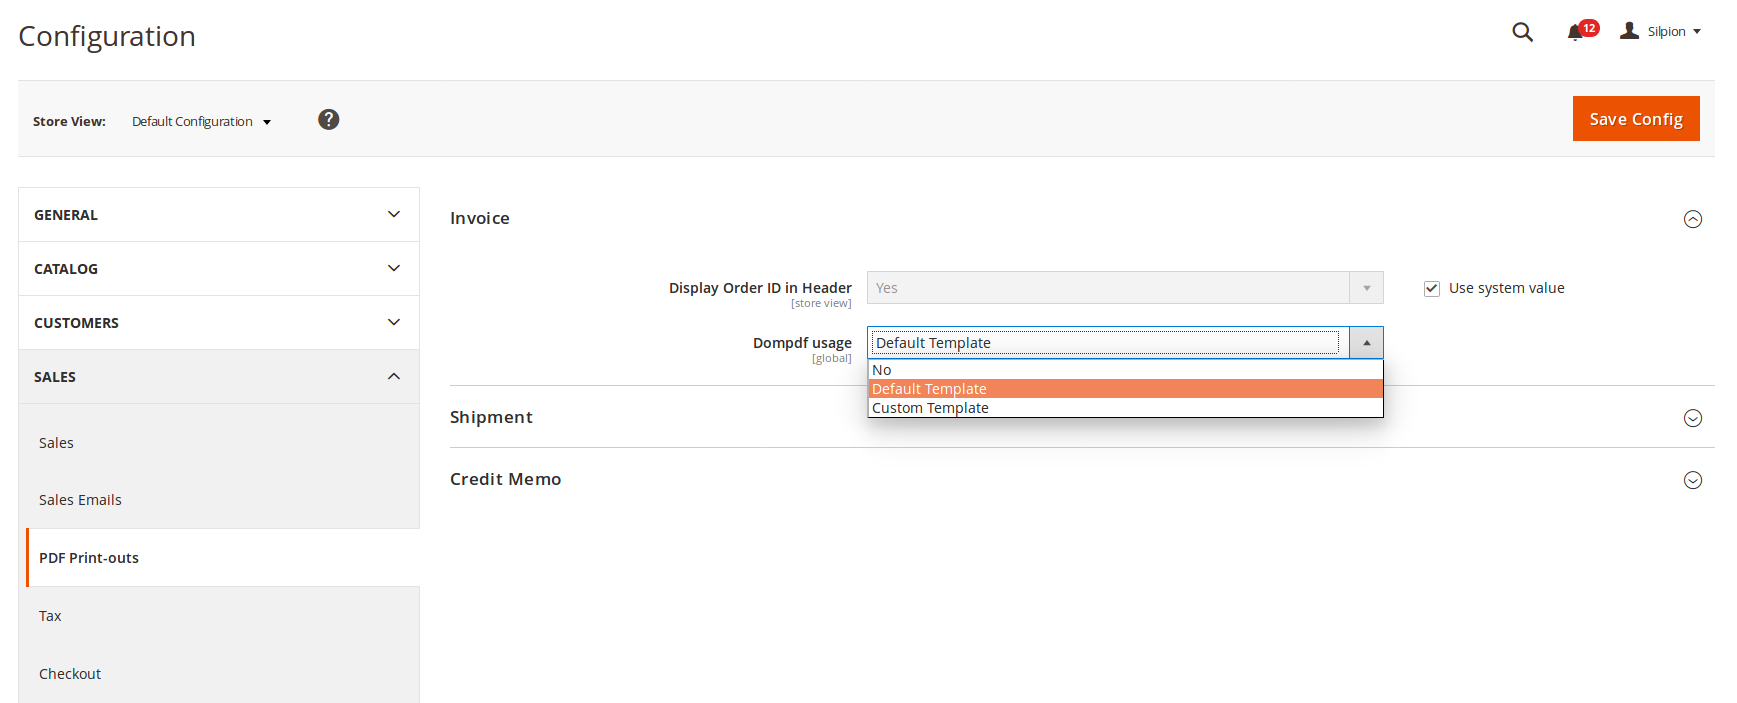 Configuration
12
Silpion
Store View: Default Configuration
?
Save Config
GENERAL
CATALOG
CUSTOMERS
SALES
Sales
Sales Emails
PDF Print-outs
Tax
Checkout
Invoice
Display Order ID in Header
[store view]
Yes
Use system value
Dompdf usage
[global]
Default Template
No
Default Template
Custom Template
Shipment
Credit Memo